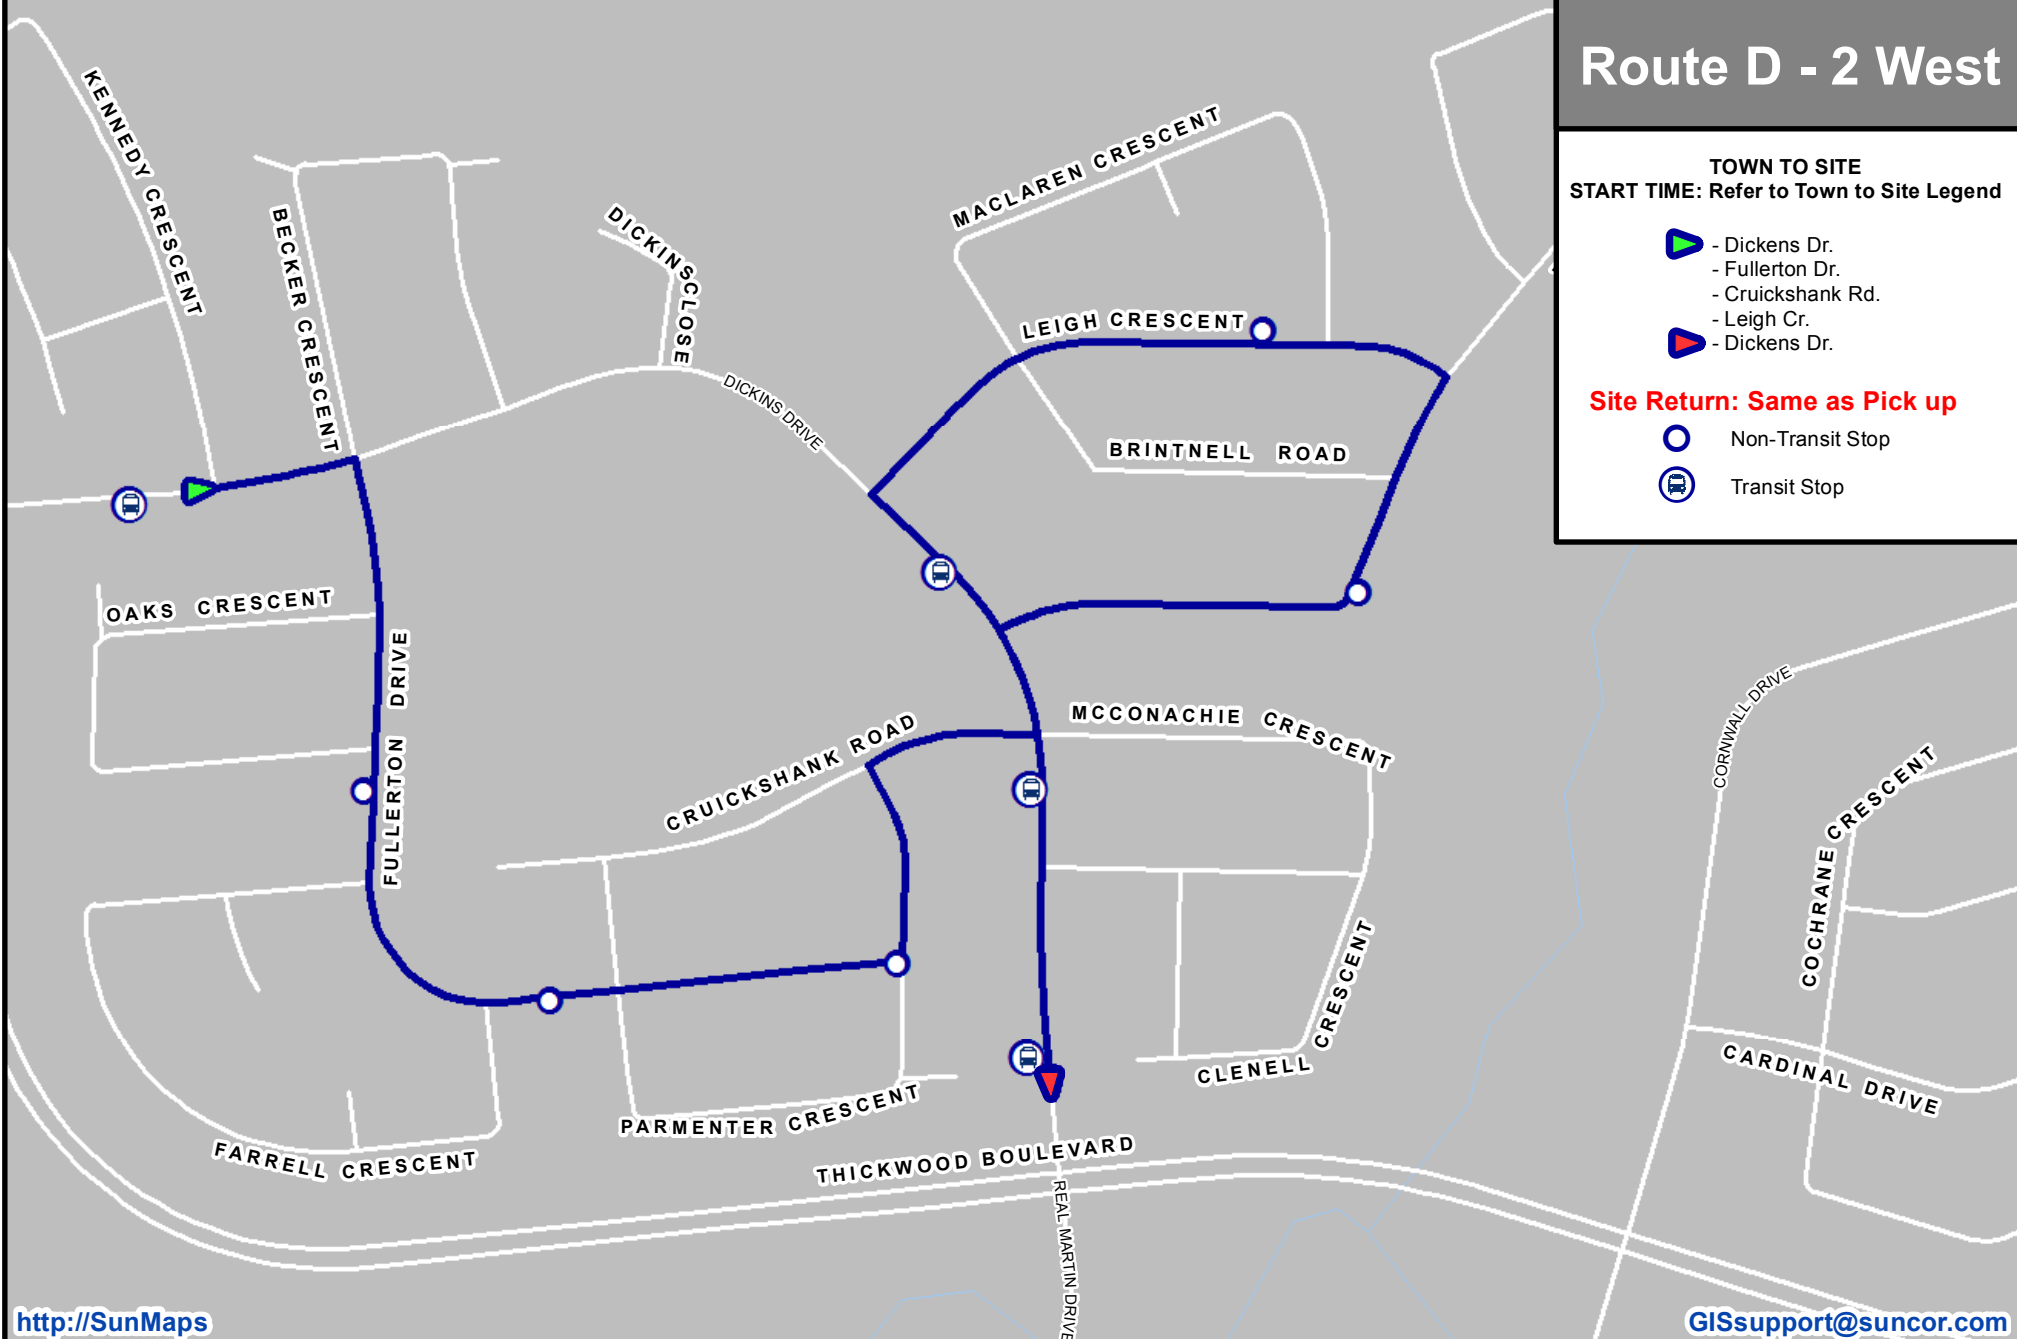 Route D - 2 West
TOWN TO SITE
START TIME: Refer to Town to Site Legend
- Dickens Dr.
- Fullerton Dr.
- Cruickshank Rd.
- Leigh Cr.
- Dickens Dr.
Site Return: Same as Pick up
Non-Transit Stop
Transit Stop
KENNEDY CRESCENT
BECKER CRESCENT
DICKINS CLOSE
MACLAREN CRESCENT
LEIGH CRESCENT
DICKINS DRIVE
BRINTNELL ROAD
OAKS CRESCENT
FULLERTON DRIVE
CRUICKSHANK ROAD
MCCONACHIE CRESCENT
CORNWALL DRIVE
COCHRANE CRESCENT
CLENELL CRESCENT
CARDINAL DRIVE
PARMENTER CRESCENT
FARRELL CRESCENT
THICKWOOD BOULEVARD
REAL MARTIN DRIVE
http://SunMaps
GISsupport@suncor.com